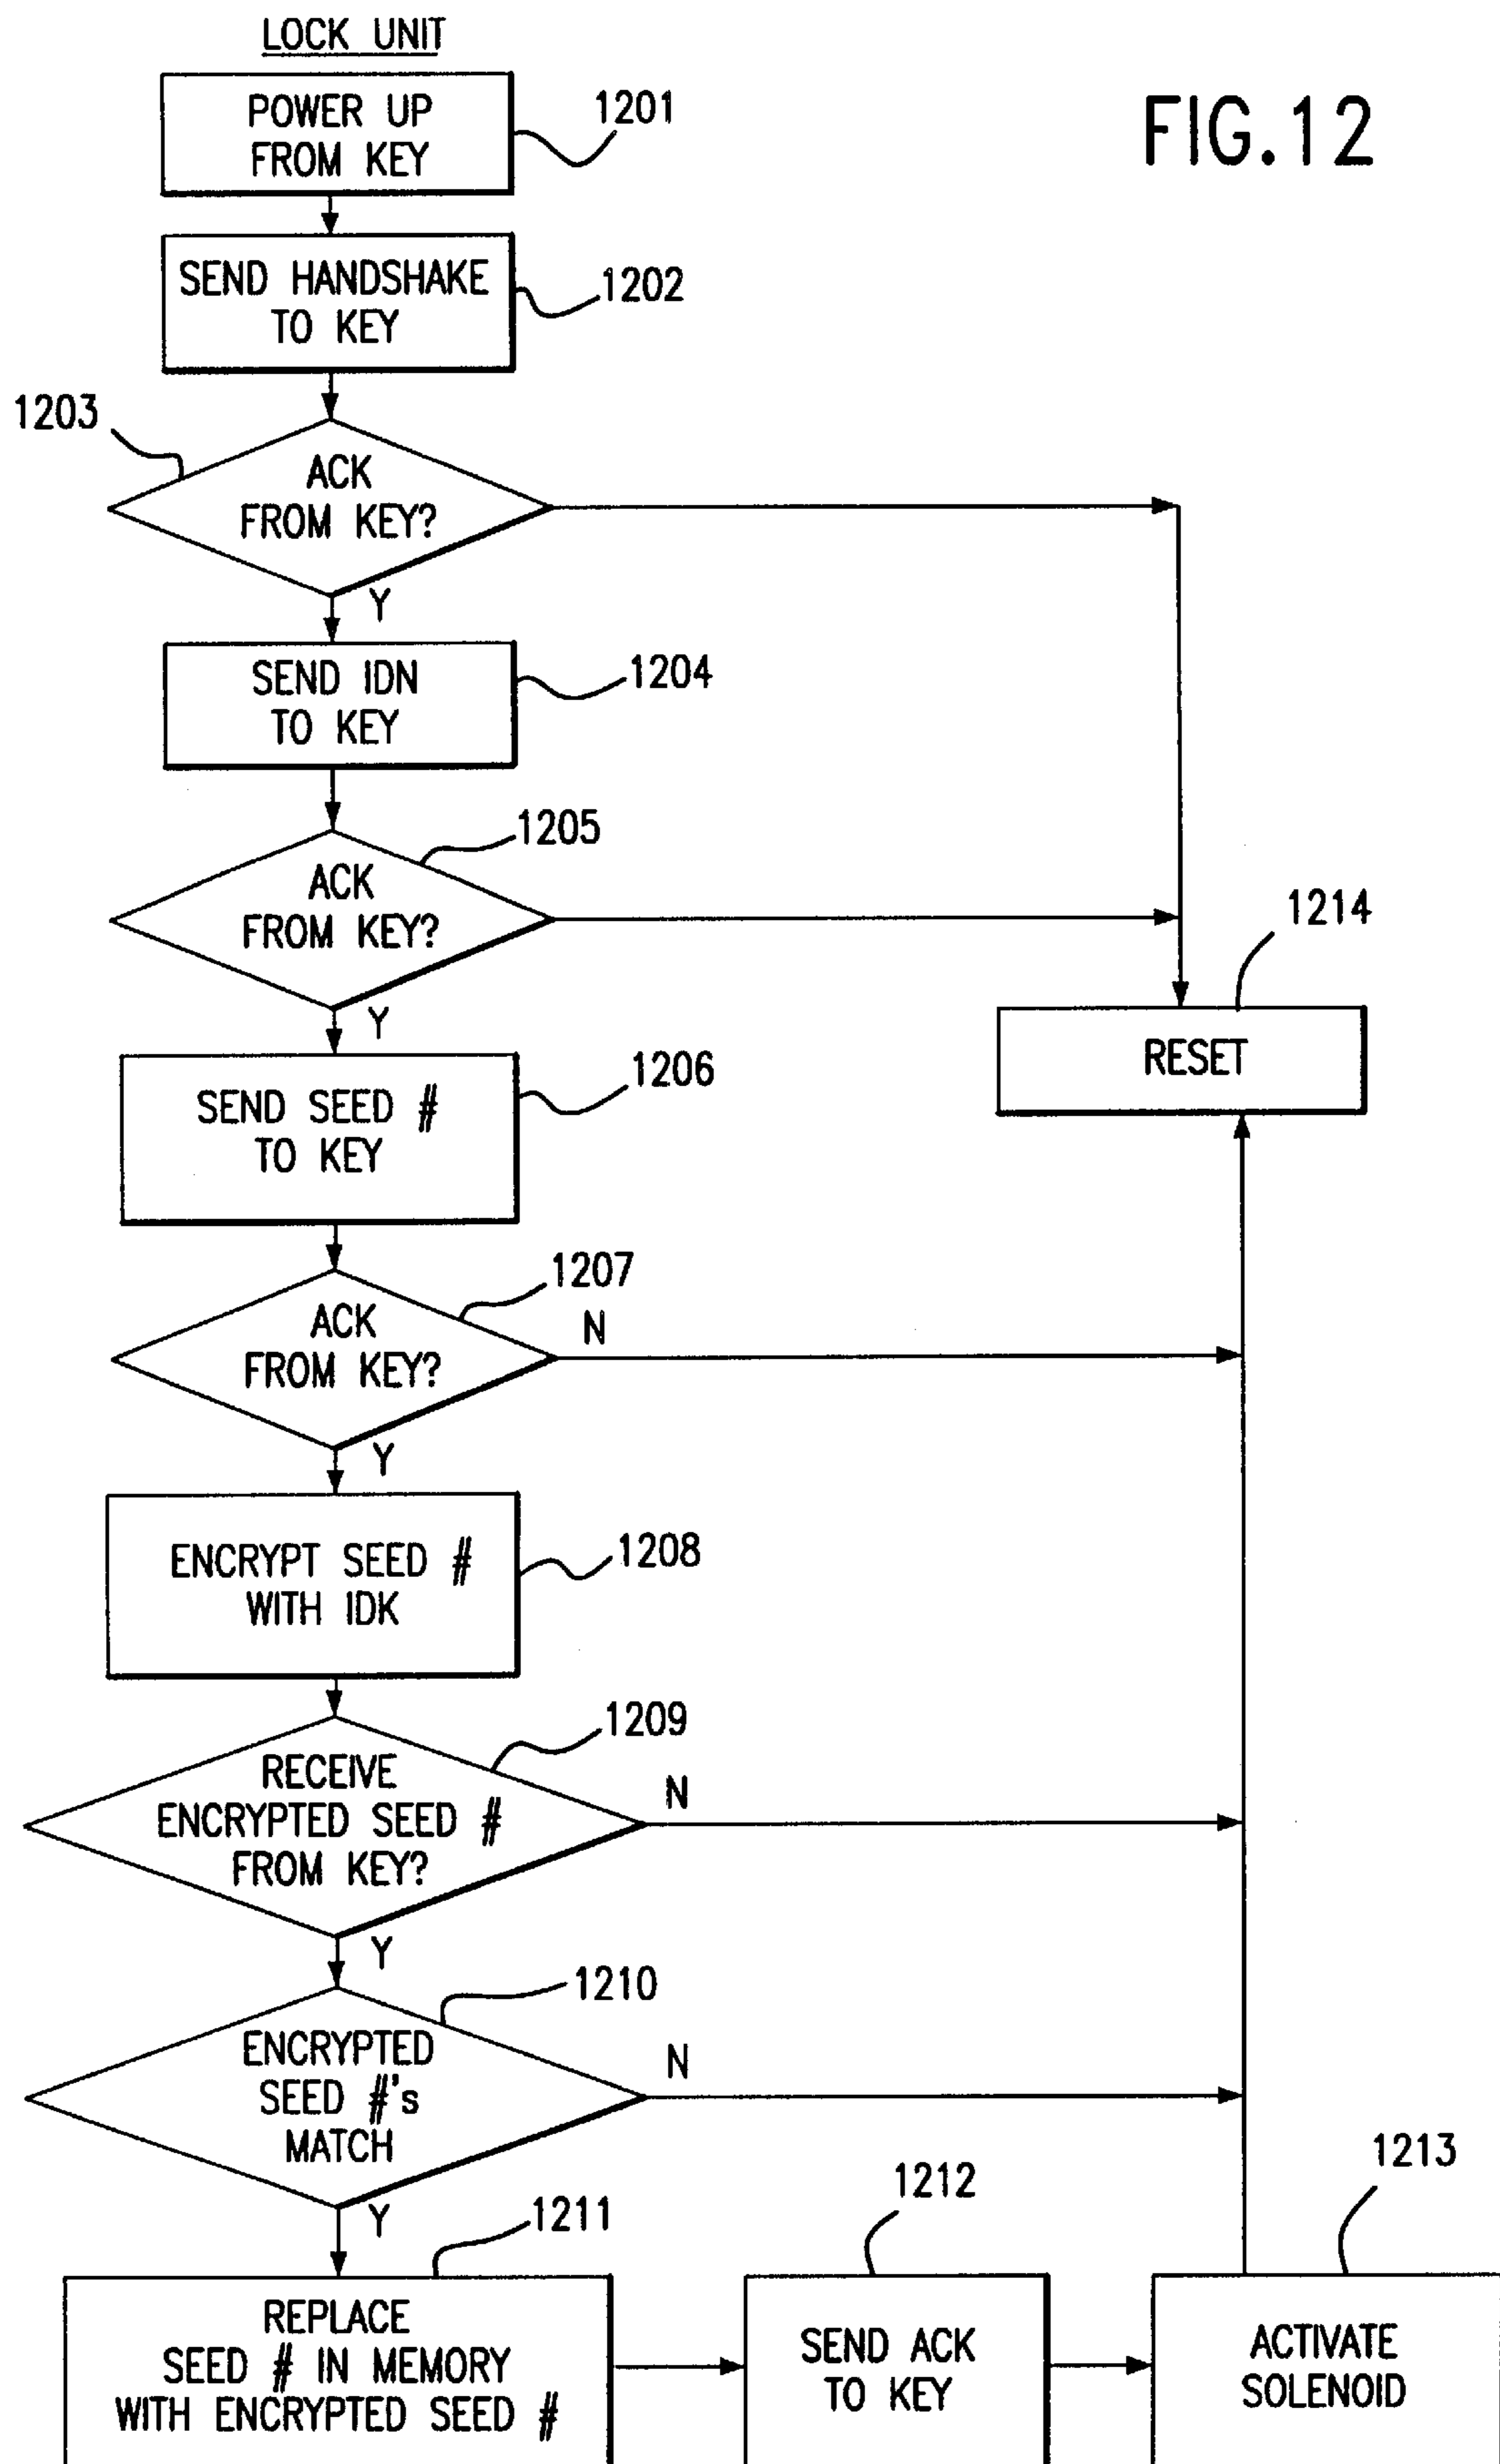 LOCK UNIT
FIG.12
POWER UP
FROM KEY
1201
SEND HANDSHAKE
TO KEY
1202
1203
ACK
FROM KEY?
Y
SEND IDN
TO KEY
1204
1205
ACK
FROM KEY?
Y
1214
RESET
SEND SEED #
TO KEY
1206
1207
ACK
FROM KEY?
N
Y
ENCRYPT SEED #
WITH IDK
1208
1209
RECEIVE
ENCRYPTED SEED #
FROM KEY?
N
Y
1210
ENCRYPTED
SEED #'s
MATCH
N
Y
1211
REPLACE
SEED # IN MEMORY
WITH ENCRYPTED SEED #
1212
SEND ACK
TO KEY
1213
ACTIVATE
SOLENOID